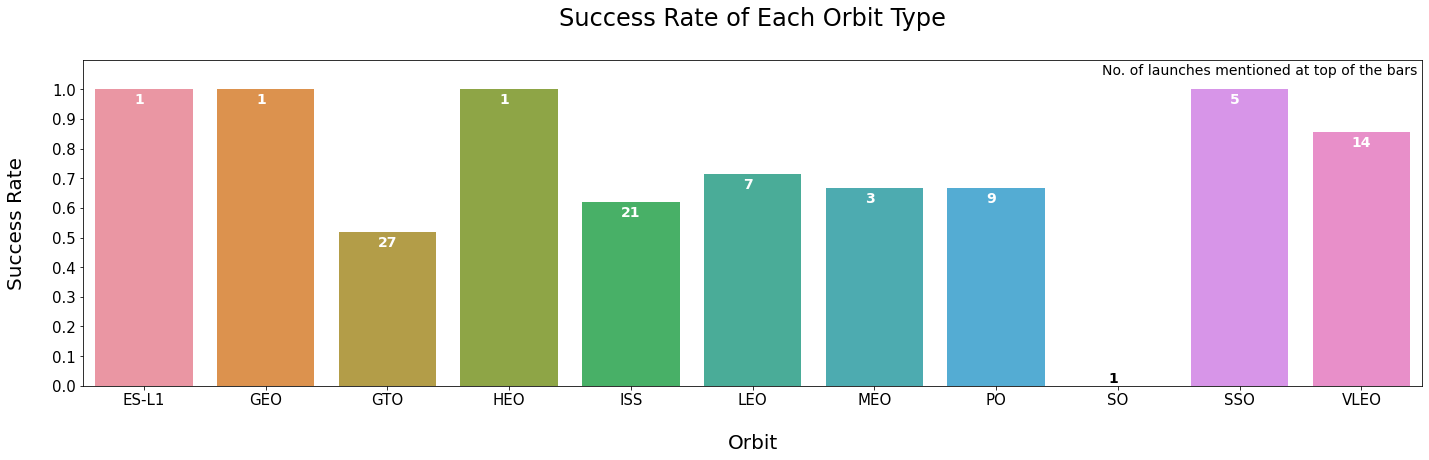 Success Rate of Each Orbit Type
No. of launches mentioned at top of the bars
Success Rate
1.0
0.9
0.8
0.7
0.6
0.5
0.4
0.3
0.2
0.1
0.0
1
1
27
1
21
7
3
9
1
5
14
ES-L1
GEO
GTO
HEO
ISS
LEO
MEO
PO
SO
SSO
VLEO
Orbit